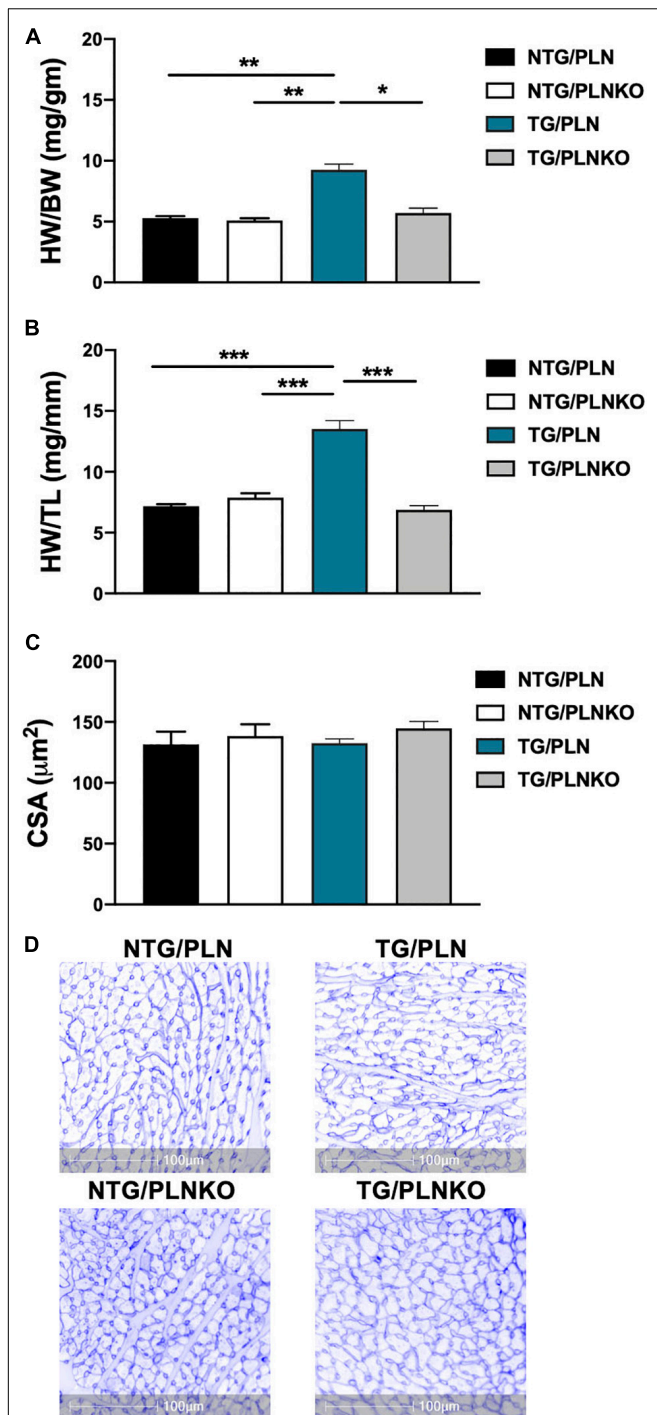 A
HW/BW (mg/gm)
20
15
10
5
0
**
**
*
NTG/PLN
NTG/PLNKO
TG/PLN
TG/PLNKO
B
HW/TL (mg/mm)
20
15
10
5
0
***
***
***
NTG/PLN
NTG/PLNKO
TG/PLN
TG/PLNKO
C
CSA (μm²)
200
150
100
50
0
NTG/PLN
NTG/PLNKO
TG/PLN
TG/PLNKO
D
NTG/PLN
TG/PLN
100μm
100μm
NTG/PLNKO
TG/PLNKO
100μm
100μm